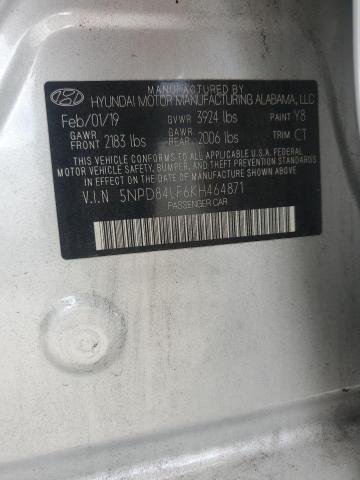 MANUFACTURED BY
HYUNDAI MOTOR MANUFACTURING ALABAMA, LLC
Feb/01/19 GVWR 3924 lbs PAINT Y8
GAWR FRONT 2183 lbs GAWR REAR 2006 lbs TRIM CT
THIS VEHICLE CONFORMS TO ALL APPLICABLE U.S.A FEDERAL
MOTOR VEHICLE SAFETY, BUMPER, AND THEFT PREVENTION STANDARDS
IN EFFECT ON THE DATE OF MANUFACTURE SHOWN ABOVE.
V.I.N 5NPD84LF6KH464871
PASSENGER CAR